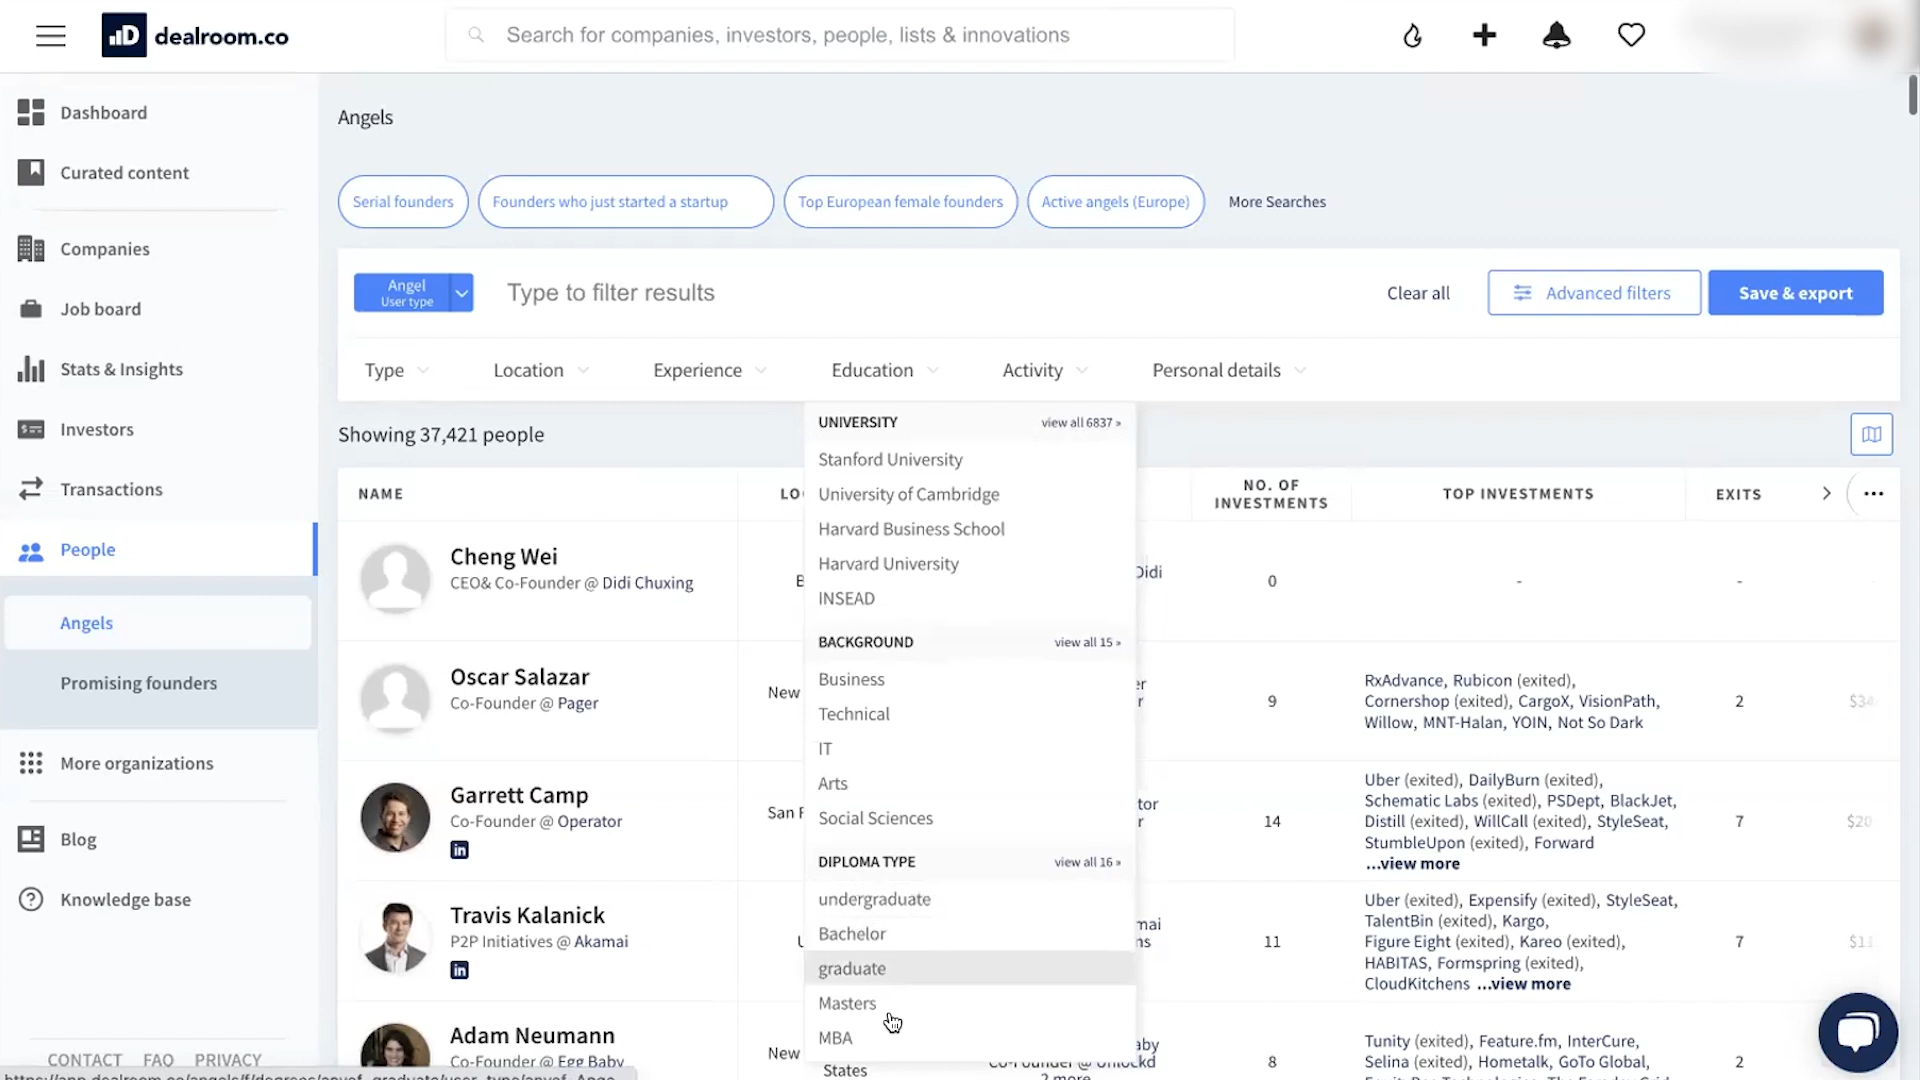 dealroom.co
Search for companies, investors, people, lists & innovations
Dashboard
Curated content
Companies
Job board
Stats & Insights
Investors
Transactions
People
Angels
Promising founders
More organizations
Blog
Knowledge base
CONTACT FAQ PRIVACY
Angels
Serial founders
Founders who just started a startup
Top European female founders
Active angels (Europe)
More Searches
Angel
User type
Type to filter results
Clear all
Advanced filters
Save & export
Type
Location
Experience
Education
Activity
Personal details
Showing 37,421 people
UNIVERSITY view all 6837 »
Stanford University
University of Cambridge
Harvard Business School
Harvard University
INSEAD
BACKGROUND view all 15 »
Business
Technical
IT
Arts
Social Sciences
DIPLOMA TYPE view all 16 »
undergraduate
Bachelor
graduate
Masters
MBA
States
NAME
LO
NO. OF
INVESTMENTS
TOP INVESTMENTS
EXITS
Cheng Wei
CEO& Co-Founder @ Didi Chuxing
Didi
0
-
-
Oscar Salazar
Co-Founder @ Pager
New
9
RxAdvance, Rubicon (exited),
Cornershop (exited), CargoX, VisionPath,
Willow, MNT-Halan, YOIN, Not So Dark
2
Garrett Camp
Co-Founder @ Operator
in
San F
tor
14
Uber (exited), DailyBurn (exited),
Schematic Labs (exited), PSDept, BlackJet,
Distill (exited), WillCall (exited), StyleSeat,
StumbleUpon (exited), Forward
...view more
7
$20
Travis Kalanick
P2P Initiatives @ Akamai
in
mai
ns
11
Uber (exited), Expensify (exited), StyleSeat,
TalentBin (exited), Kargo,
Figure Eight (exited), Kareo (exited),
HABITAS, Formspring (exited),
CloudKitchens ...view more
7
Adam Neumann
Co-Founder @ Egg Baby
New
aby
2 more
8
Tunity (exited), Feature.fm, InterCure,
Selina (exited), Hometalk, GoTo Global,
2